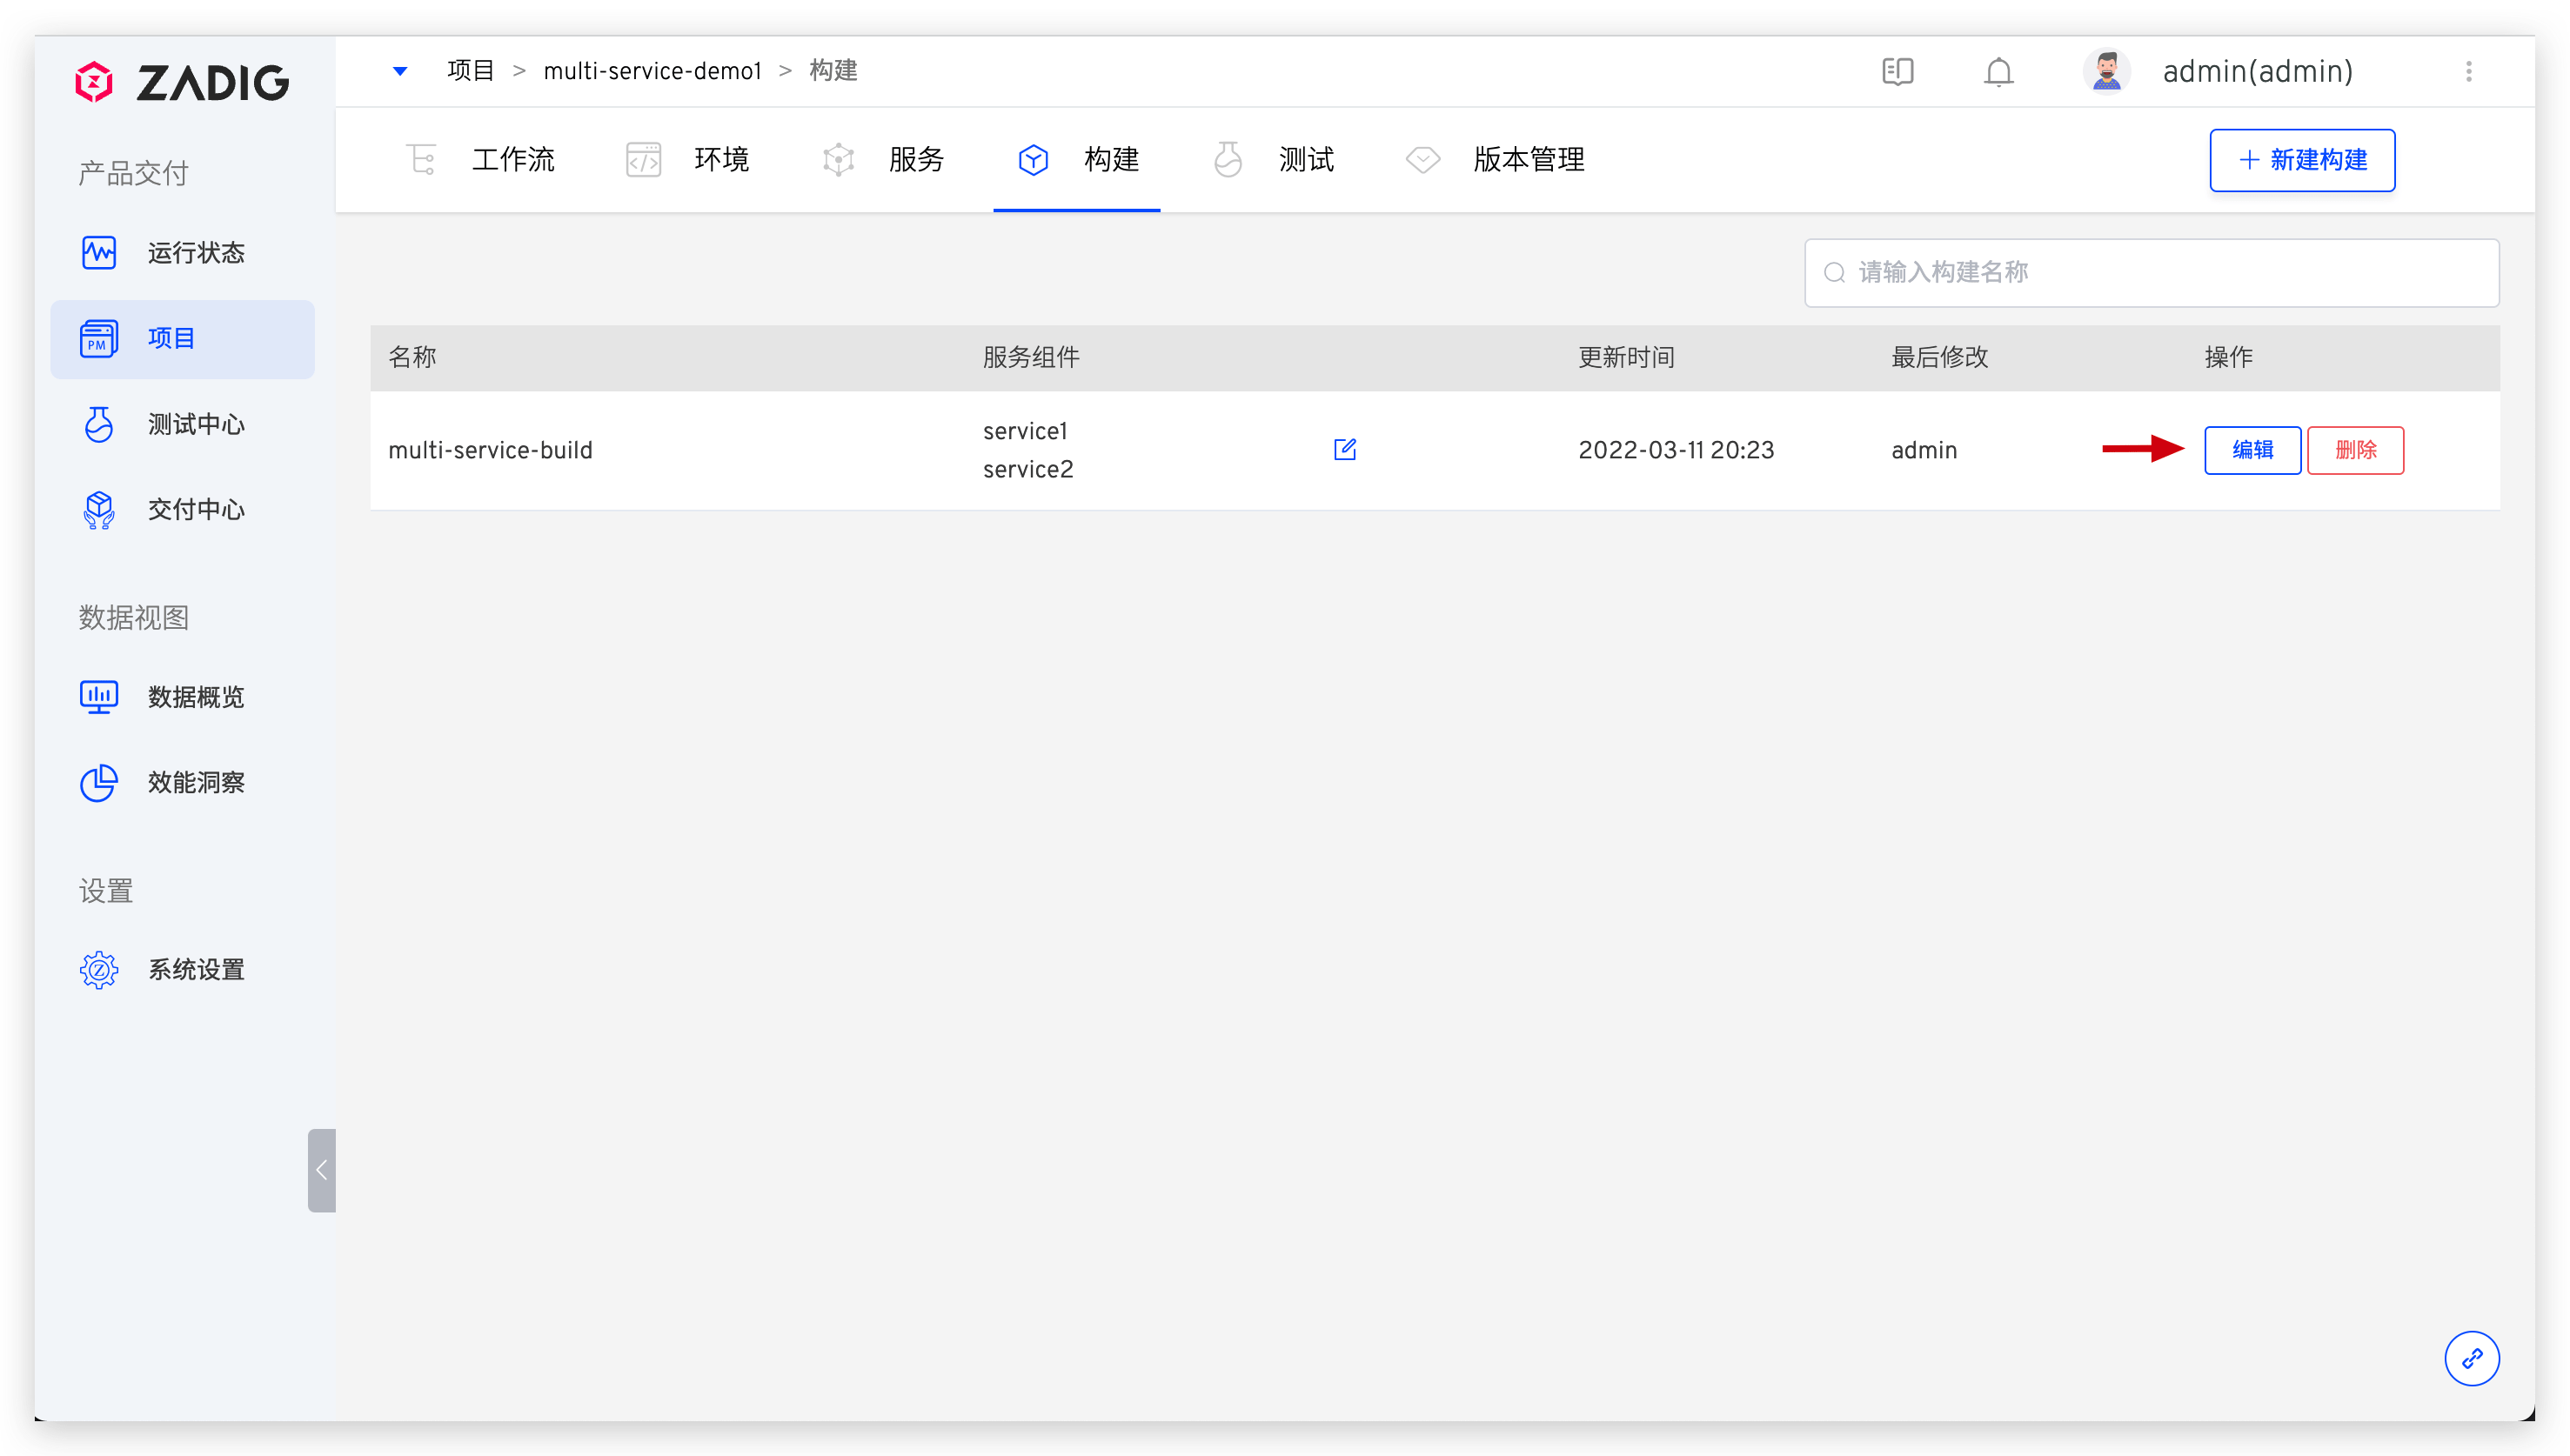 ZADIG
项目 > multi-service-demo1 > 构建
admin(admin)
工作流
环境
服务
构建
测试
版本管理
+ 新建构建
产品交付
运行状态
PM
项目
测试中心
交付中心
数据视图
数据概览
效能洞察
设置
Z
系统设置
请输入构建名称
名称 服务组件 更新时间 最后修改 操作
multi-service-build
service1
service2
2022-03-11 20:23
admin
编辑
删除